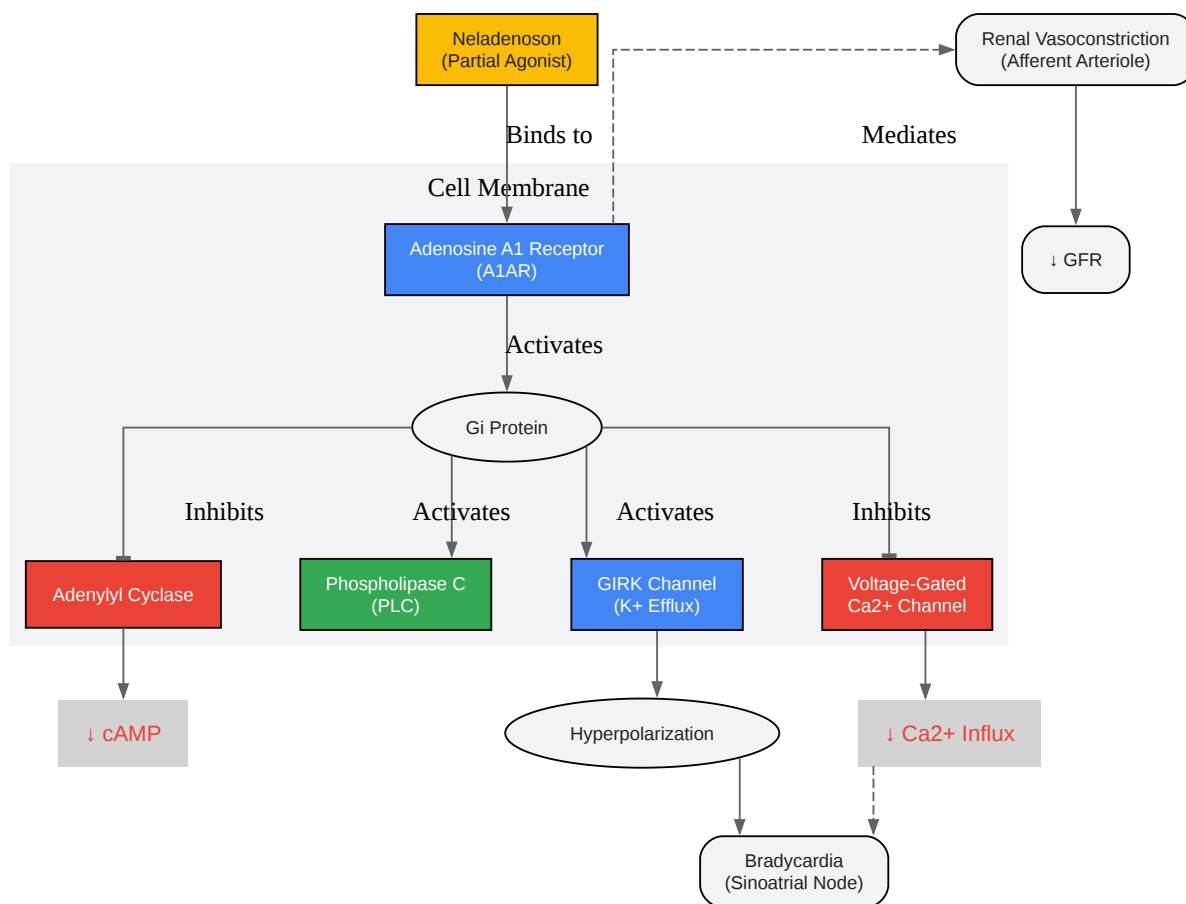 Neladenoson
(Partial Agonist)
Renal Vasoconstriction
(Afferent Arteriole)
Binds to
Mediates
Cell Membrane
Adenosine A1 Receptor
(A1AR)
↓ GFR
Activates
Gi Protein
Inhibits
Activates
Activates
Inhibits
Adenylyl Cyclase
Phospholipase C
(PLC)
GIRK Channel
(K+ Efflux)
Voltage-Gated
Ca2+ Channel
↓ cAMP
Hyperpolarization
↓ Ca2+ Influx
Bradycardia
(Sinoatrial Node)